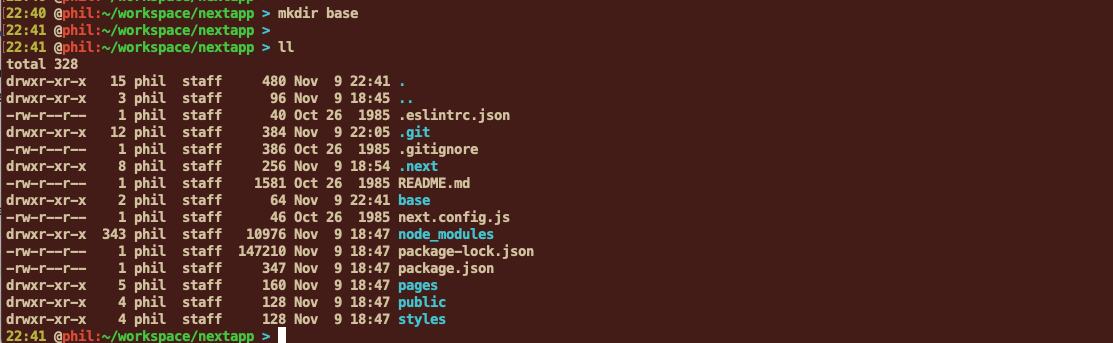 [22:40 @phil:~/workspace/nextapp > mkdir base
[22:41 @phil:~/workspace/nextapp >
[22:41 @phil:~/workspace/nextapp > ll
total 328
drwxr-xr-x   15 phil  staff     480 Nov  9 22:41 .
drwxr-xr-x    3 phil  staff      96 Nov  9 18:45 ..
-rw-r--r--    1 phil  staff      40 Oct 26  1985 .eslintrc.json
drwxr-xr-x   12 phil  staff     384 Nov  9 22:05 .git
-rw-r--r--    1 phil  staff     386 Oct 26  1985 .gitignore
drwxr-xr-x    8 phil  staff     256 Nov  9 18:54 .next
-rw-r--r--    1 phil  staff    1581 Oct 26  1985 README.md
drwxr-xr-x    2 phil  staff      64 Nov  9 22:41 base
-rw-r--r--    1 phil  staff      46 Oct 26  1985 next.config.js
drwxr-xr-x  343 phil  staff   10976 Nov  9 18:47 node_modules
-rw-r--r--    1 phil  staff  147210 Nov  9 18:47 package-lock.json
-rw-r--r--    1 phil  staff     347 Nov  9 18:47 package.json
drwxr-xr-x    5 phil  staff     160 Nov  9 18:47 pages
drwxr-xr-x    4 phil  staff     128 Nov  9 18:47 public
drwxr-xr-x    4 phil  staff     128 Nov  9 18:47 styles
22:41 @phil:~/workspace/nextapp >